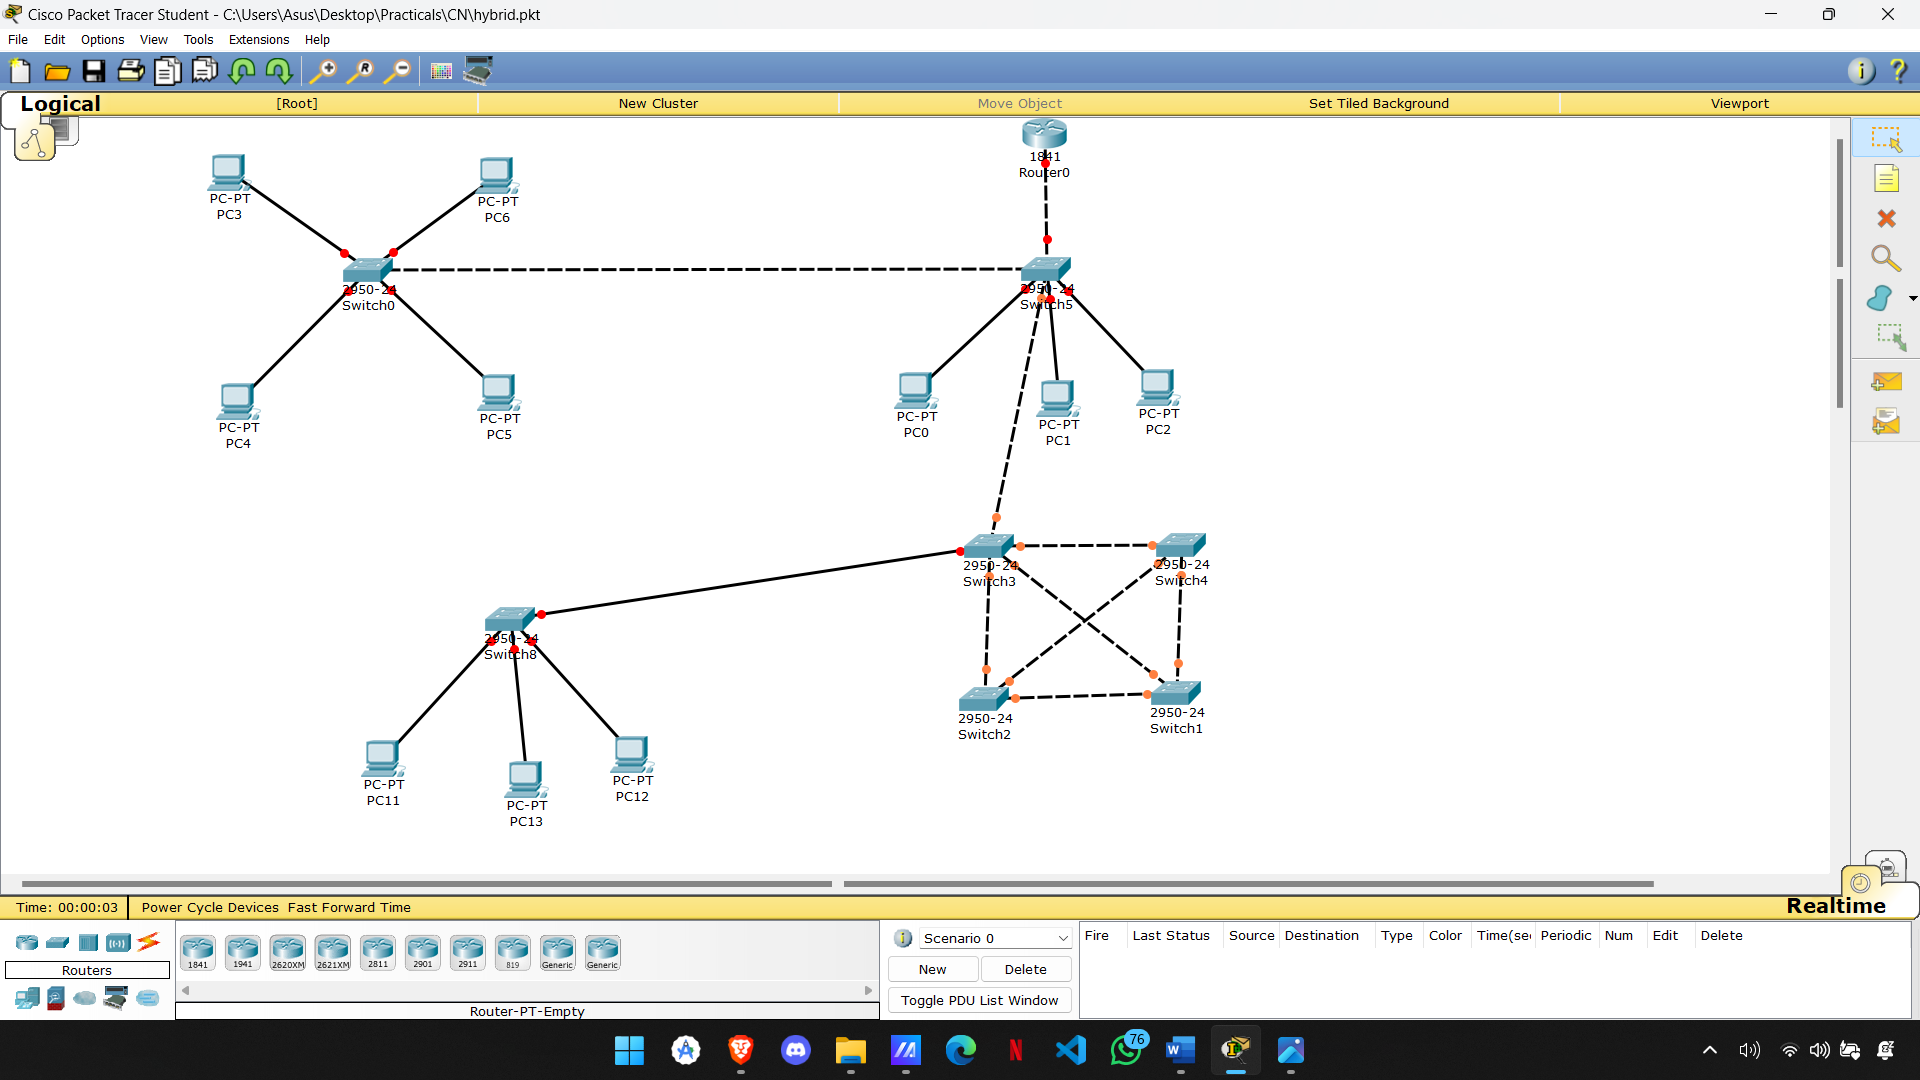 Cisco Packet Tracer Student - C:\Users\Asus\Desktop\Practicals\CN\hybrid.pkt
File Edit Options View Tools Extensions Help
Logical [Root] New Cluster Move Object Set Tiled Background Viewport
1841
Router0
PC-PT
PC3
PC-PT
PC6
2950-24
Switch0
2950-24
Switch5
PC-PT
PC4
PC-PT
PC5
PC-PT
PC0
PC-PT
PC1
PC-PT
PC2
2950-24
Switch3
2950-24
Switch4
2950-24
Switch8
2950-24
Switch2
2950-24
Switch1
PC-PT
PC11
PC-PT
PC13
PC-PT
PC12
Time: 00:00:03 Power Cycle Devices Fast Forward Time
Realtime
Routers
1841 1941 2620XM 2621XM 2811 2901 2911 819 Generic Generic
Router-PT-Empty
Scenario 0
New Delete
Toggle PDU List Window
Fire Last Status Source Destination Type Color Time(sec Periodic Num Edit Delete
76